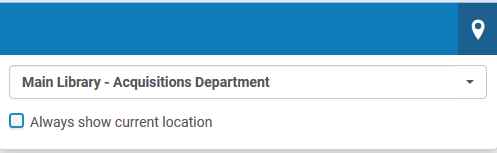 Main Library - Acquisitions Department
Always show current location